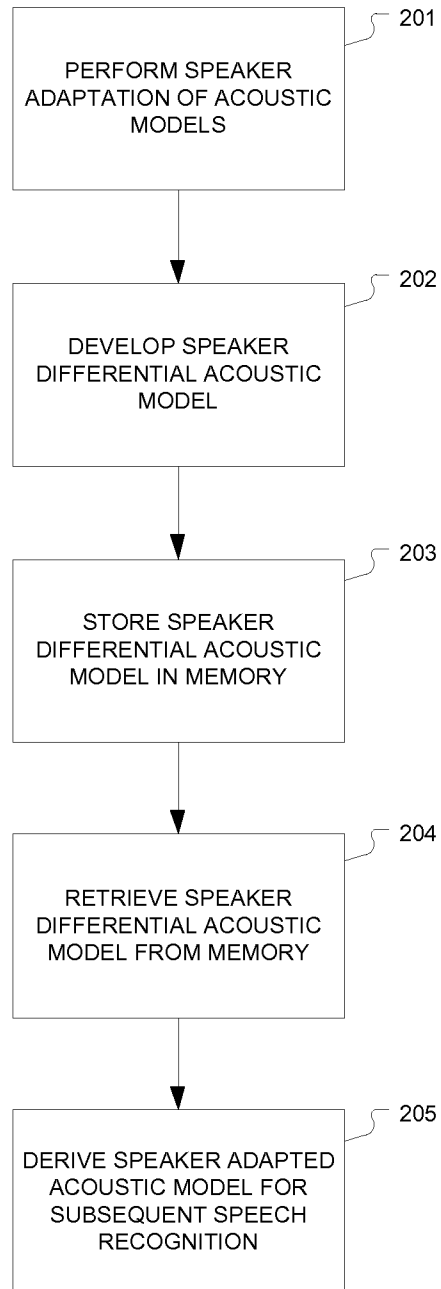 201
PERFORM SPEAKER
ADAPTATION OF ACOUSTIC
MODELS
202
DEVELOP SPEAKER
DIFFERENTIAL ACOUSTIC
MODEL
203
STORE SPEAKER
DIFFERENTIAL ACOUSTIC
MODEL IN MEMORY
204
RETRIEVE SPEAKER
DIFFERENTIAL ACOUSTIC
MODEL FROM MEMORY
205
DERIVE SPEAKER ADAPTED
ACOUSTIC MODEL FOR
SUBSEQUENT SPEECH
RECOGNITION